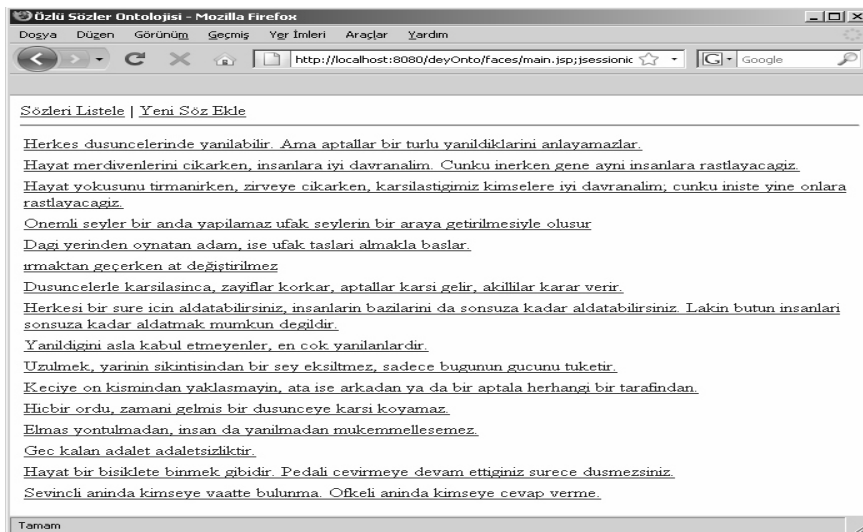 Özlü Sözler Ontolojisi - Mozilla Firefox
Dosya Düzen Görünüm Geçmiş Yer İmleri Araçlar Yardım
http://localhost:8080/deyOnto/faces/main.jsp;jsessionic
G Google
Sözleri Listele | Yeni Söz Ekle
Herkes dusuncelerinde yanilabilir. Ama aptallar bir turlu yanildiklarini anlayamazlar.
Hayat merdivenlerini cikarken, insanlara iyi davranalim. Cunku inerken gene ayni insanlara rastlayacagiz.
Hayat yokusunu tirmanirken, zirveye cikarken, karsilastigimiz kimselere iyi davranalim; cunku iniste yine onlara
rastlayacagiz.
Onemli seyler bir anda yapilamaz ufak seylerin bir araya getirilmesiyle olusur
Dagi yerinden oynatan adam, ise ufak taslari almakla baslar.
ırmaktan geçerken at değiştirilmez
Dusuncelerle karsilasinca, zayiflar korkar, aptallar karsi gelir, akillilar karar verir.
Herkesi bir sure icin aldatabilirsiniz, insanlarin bazilarini da sonsuza kadar aldatabilirsiniz. Lakin butun insanlari
sonsuza kadar aldatmak mumkun degildir.
Yanildigini asla kabul etmeyenler, en cok yanilanlardir.
Uzulmek, yarinin sikintisindan bir sey eksiltmez, sadece bugunun gucunu tuketir.
Keciye on kismindan yaklasmayin, ata ise arkadan ya da bir aptala herhangi bir tarafindan.
Hicbir ordu, zamani gelmis bir dusunceye karsi koyamaz.
Elmas yontulmadan, insan da yanilmadan mukemmellesemez.
Gec kalan adalet adaletsizliktir.
Hayat bir bisiklete binmek gibidir. Pedali cevirmeye devam ettiginiz surece dusmezsiniz.
Sevincli aninda kimseye vaatte bulunma. Ofkeli aninda kimseye cevap verme.
Tamam